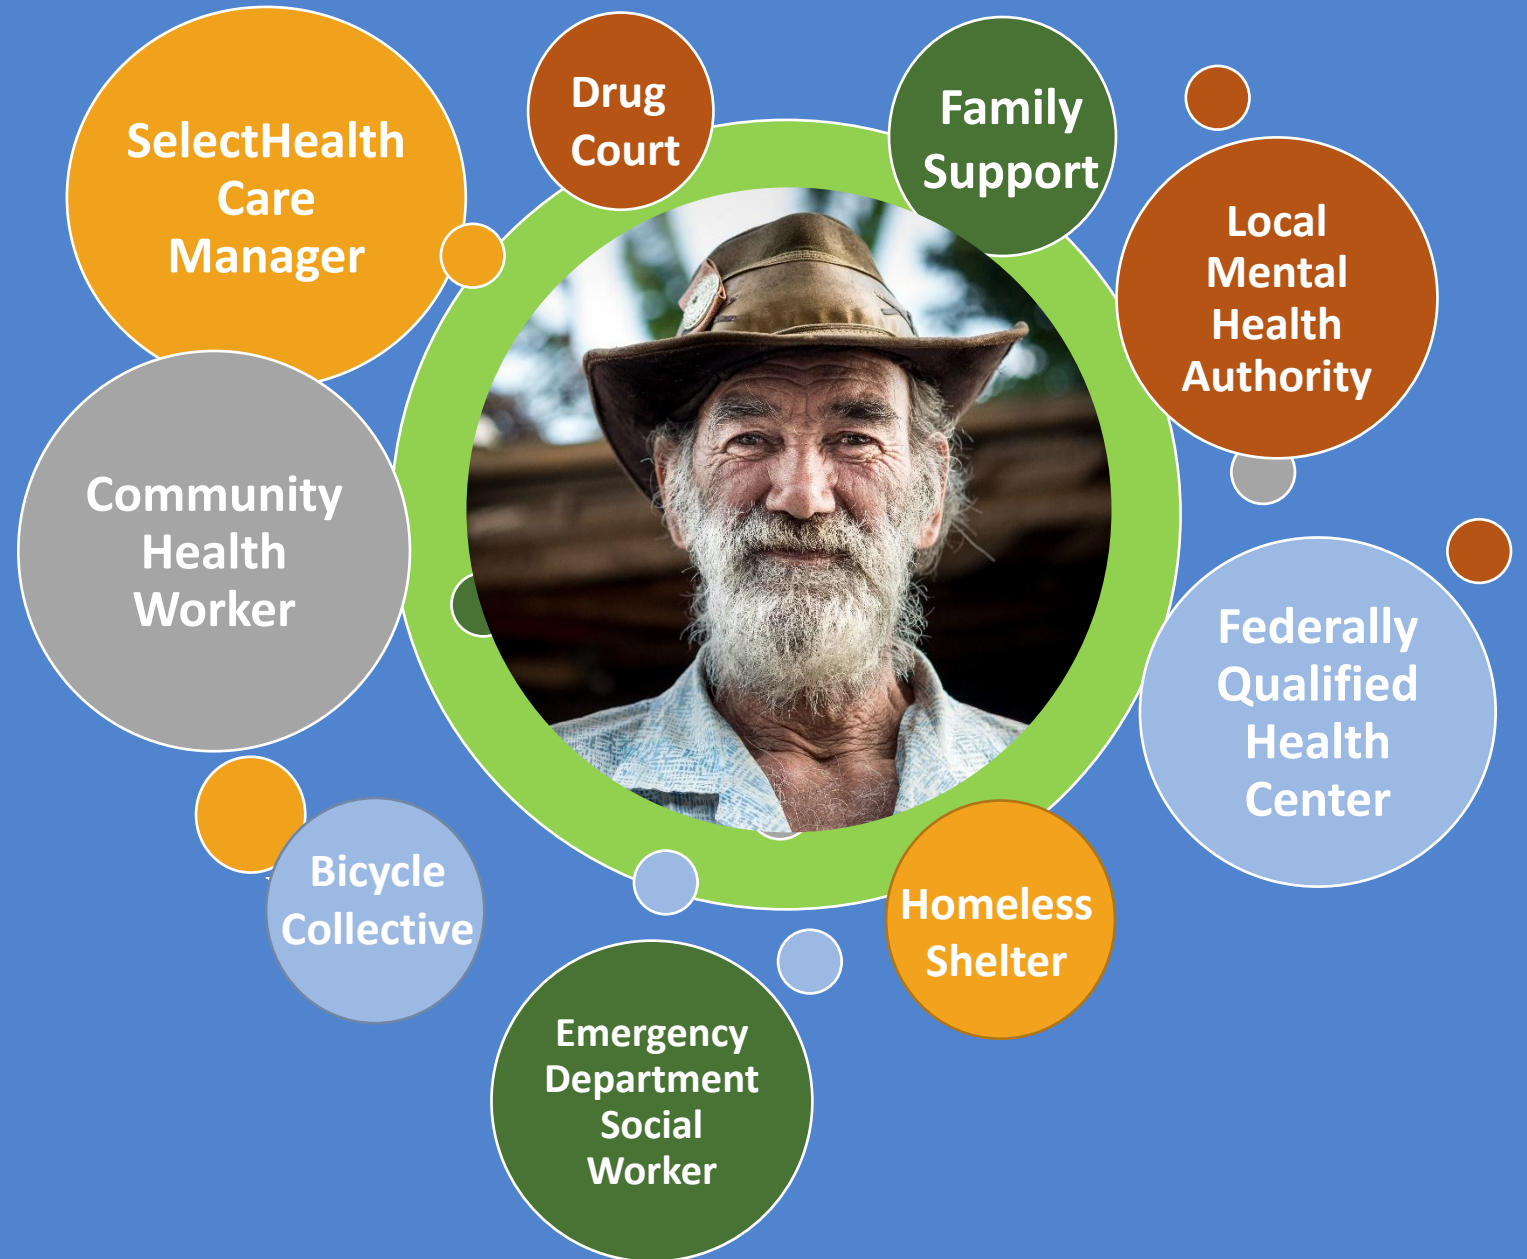 SelectHealth
Care
Manager
Drug
Court
Family
Support
Local
Mental
Health
Authority
Community
Health
Worker
Federally
Qualified
Health
Center
Bicycle
Collective
Homeless
Shelter
Emergency
Department
Social
Worker